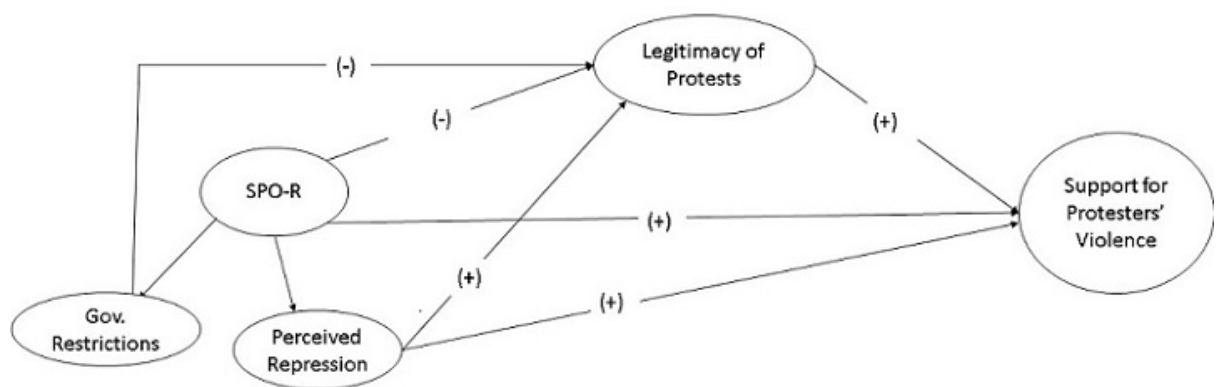 Legitimacy of
Protests
(-)
(-)
(+)
SPO-R
Support for
Protesters'
Violence
(+)
(+)
(+)
Gov.
Restrictions
Perceived
Repression